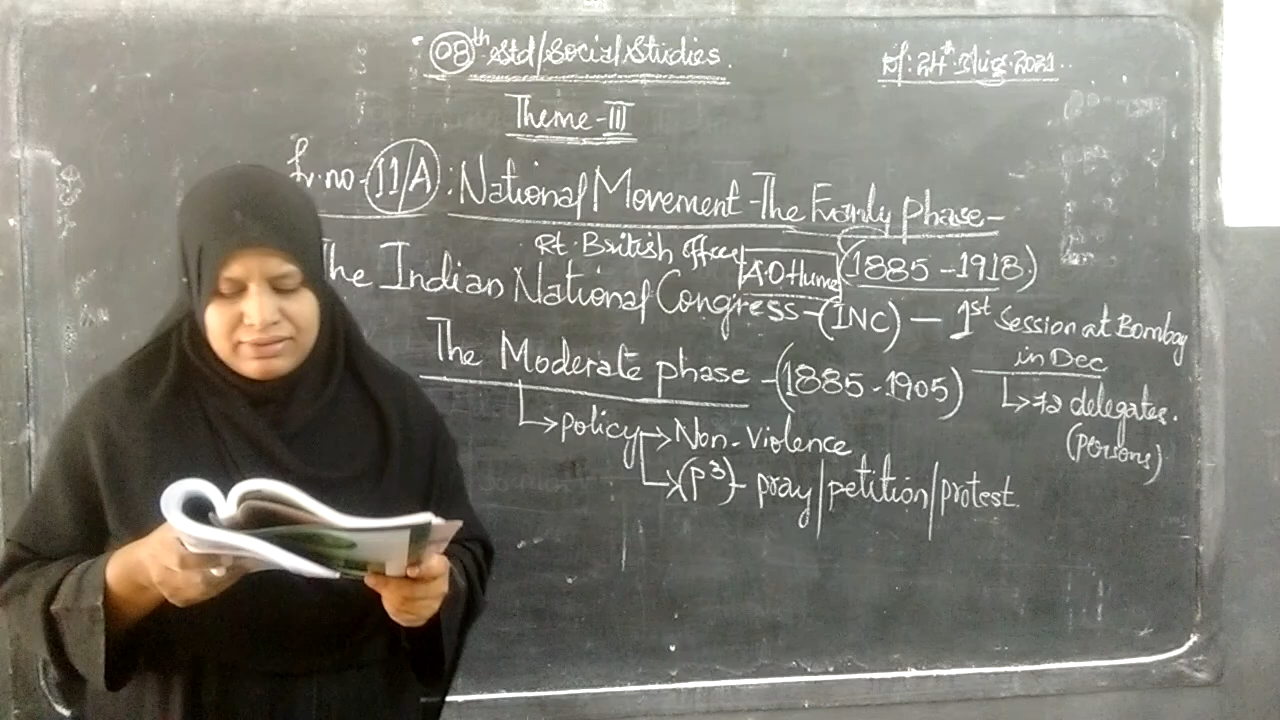 08th Std/Social Studies.
Dt: 24th Aug. 2021..
Theme-III
Lr.no-11/A: National Movement-The Early phase-
(1885-1918)
Rt. British officer A.O Hume
The Indian National Congress-(INC) - 1st Session at Bombay
in Dec
The Moderate phase-(1885-1905)
↳72 delegates.
(persons)
↳policy→Non-Violence
↳(P³)- pray/petition/protest.